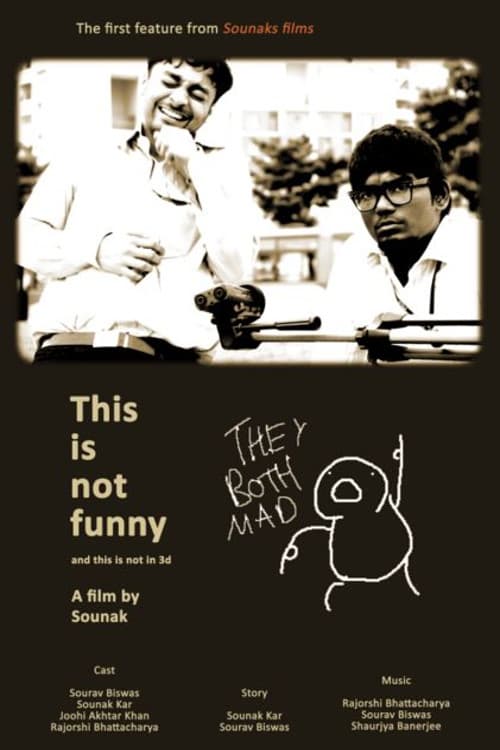 The first feature from Sounaks films
This
is
not
funny
and this is not in 3d
A film by
Sounak
THEY
BOTH
MAD
Cast
Sourav Biswas
Sounak Kar
Joohi Akhtar Khan
Rajorshi Bhattacharya
Story
Sounak Kar
Sourav Biswas
Music
Rajorshi Bhattacharya
Sourav Biswas
Shaurjya Banerjee